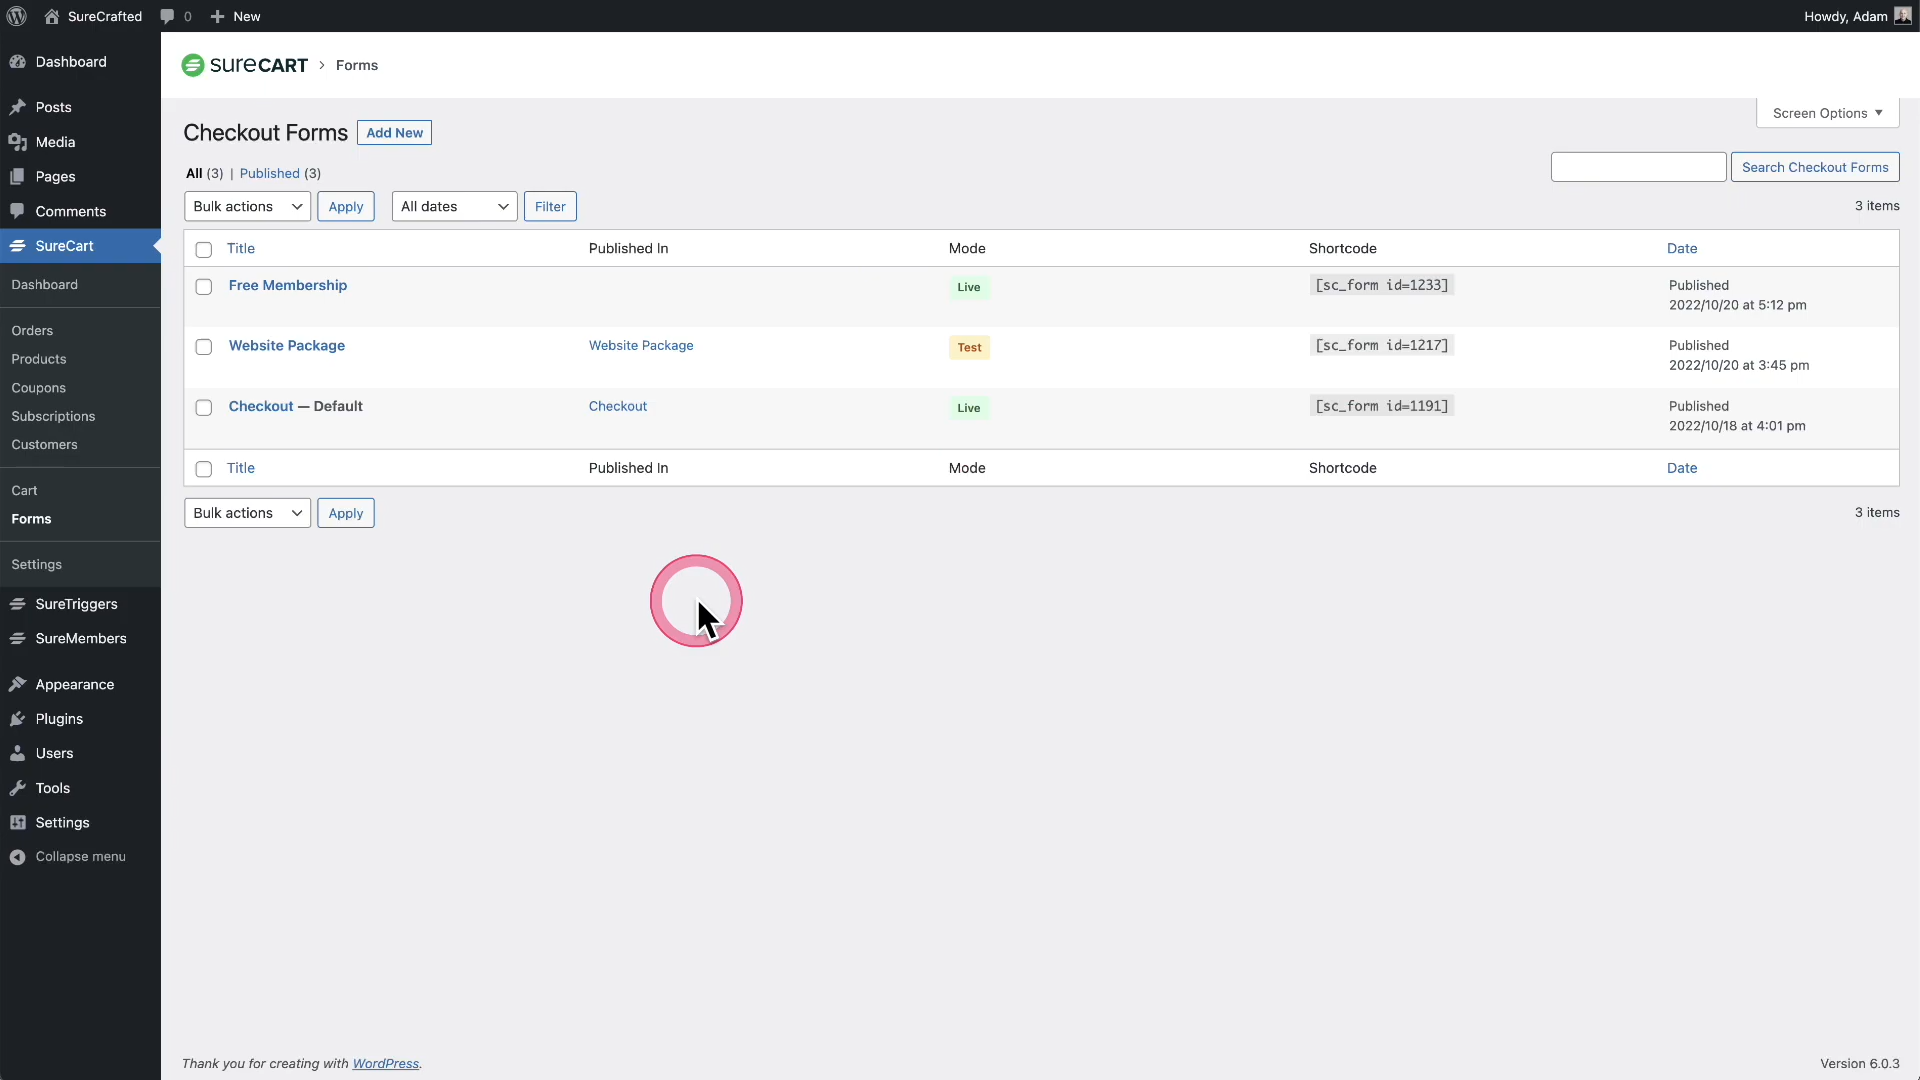 SureCrafted 0 New Howdy, Adam
Dashboard
Posts
Media
Pages
Comments
SureCart
Dashboard
Orders
Products
Coupons
Subscriptions
Customers
Cart
Forms
Settings
SureTriggers
SureMembers
Appearance
Plugins
Users
Tools
Settings
Collapse menu
SURECART > Forms
Screen Options
Checkout Forms Add New
All (3) | Published (3)
Search Checkout Forms
Bulk actions Apply All dates Filter 3 items
Title Published In Mode Shortcode Date
Free Membership Live [sc_form id=1233] Published
2022/10/20 at 5:12 pm
Website Package Website Package Test [sc_form id=1217] Published
2022/10/20 at 3:45 pm
Checkout — Default Checkout Live [sc_form id=1191] Published
2022/10/18 at 4:01 pm
Title Published In Mode Shortcode Date
Bulk actions Apply 3 items
Thank you for creating with WordPress. Version 6.0.3